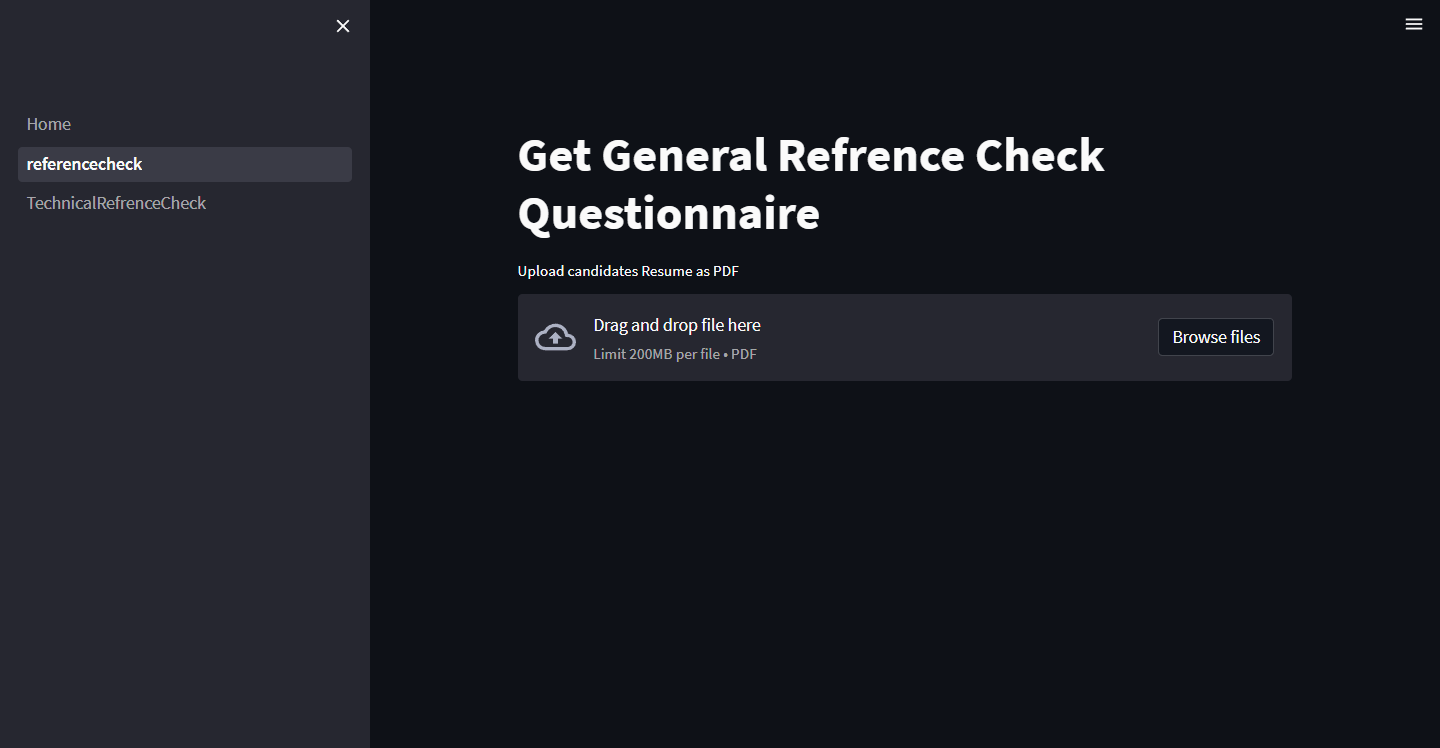 Home
referencecheck
TechnicalRefrenceCheck
Get General Refrence Check
Questionnaire
Upload candidates Resume as PDF
Drag and drop file here
Limit 200MB per file • PDF
Browse files